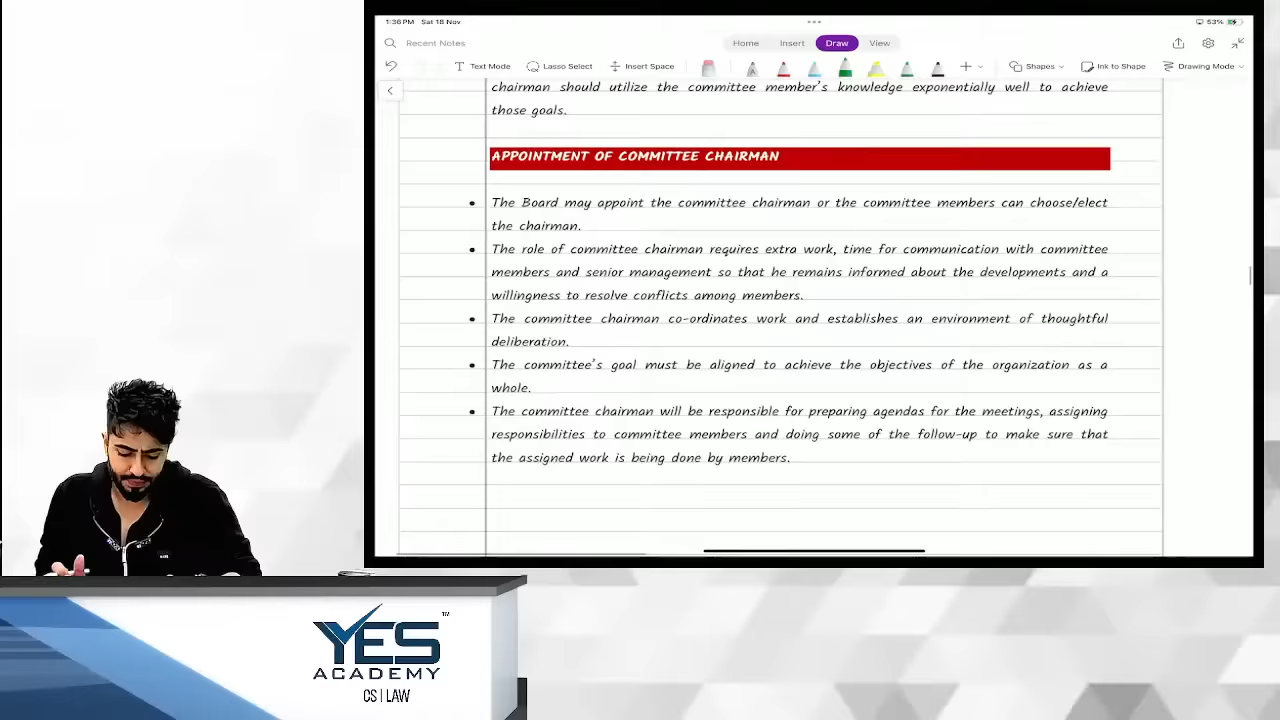 1:36 PM Sat 18 Nov
53%
Recent Notes
Home Insert Draw View
Text Mode Lasso Select Insert Space Shapes Ink to Shape Drawing Mode
chairman should utilize the committee member's knowledge exponentially well to achieve
those goals.
APPOINTMENT OF COMMITTEE CHAIRMAN
• The Board may appoint the committee chairman or the committee members can choose/elect
the chairman.
• The role of committee chairman requires extra work, time for communication with committee
members and senior management so that he remains informed about the developments and a
willingness to resolve conflicts among members.
• The committee chairman co-ordinates work and establishes an environment of thoughtful
deliberation.
• The committee's goal must be aligned to achieve the objectives of the organization as a
whole.
• The committee chairman will be responsible for preparing agendas for the meetings, assigning
responsibilities to committee members and doing some of the follow-up to make sure that
the assigned work is being done by members.
YES™
ACADEMY
CS | LAW